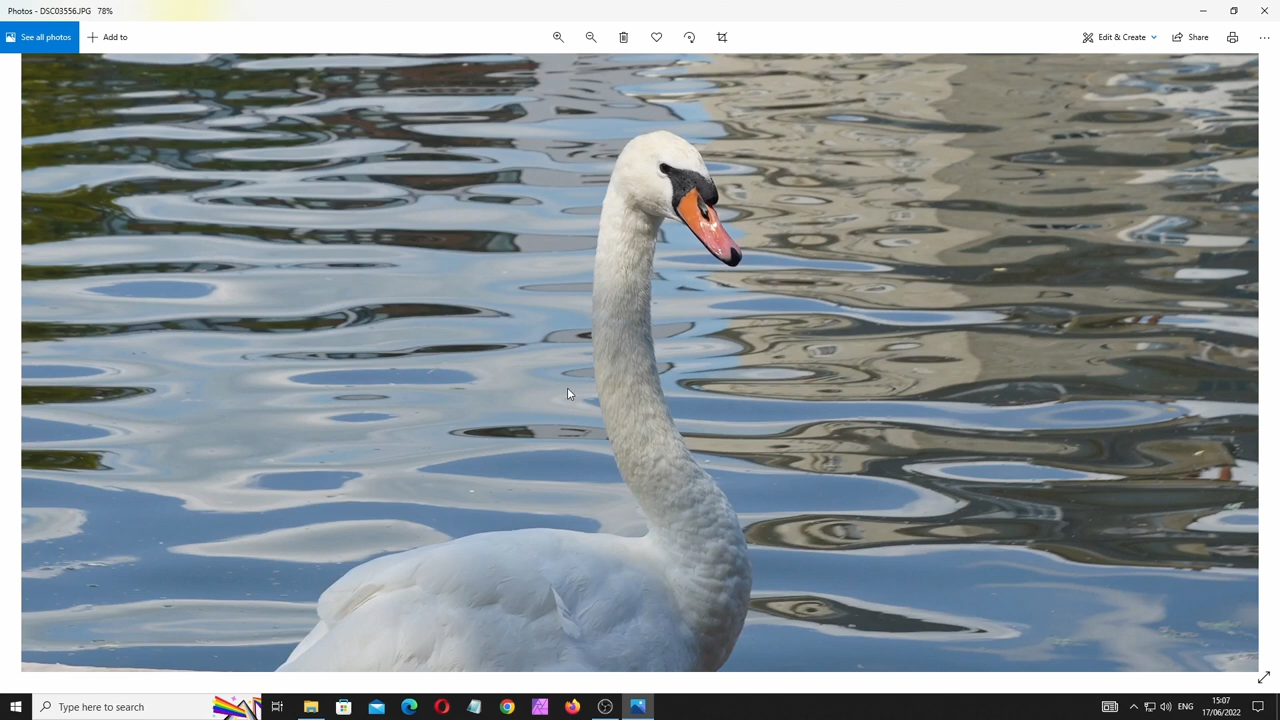 Photos - DSC03556.JPG 78%
See all photos
Add to
Edit & Create
Share
Type here to search
ENG
15:07
17/06/2022